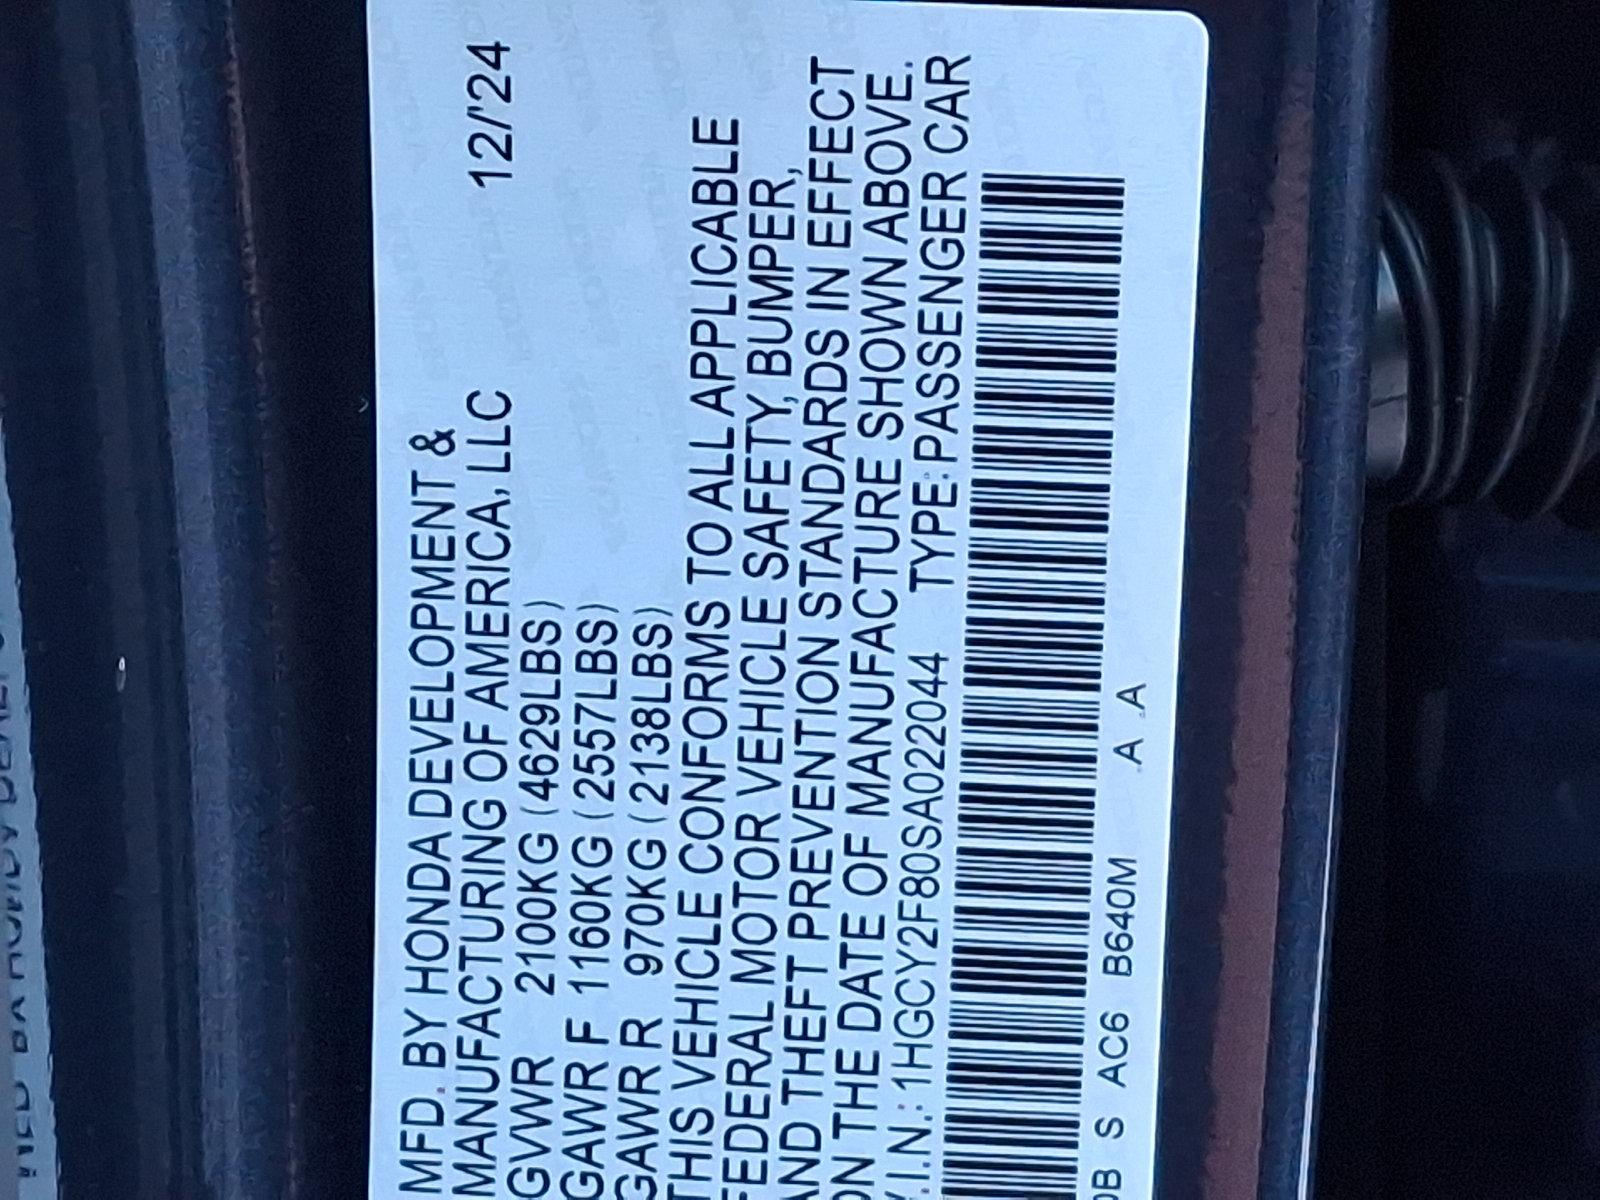 MFD. BY HONDA DEVELOPMENT &
MANUFACTURING OF AMERICA, LLC 12/'24
GVWR 2100KG (4629LBS)
GAWR F 1160KG (2557LBS)
GAWR R 970KG (2138LBS)
THIS VEHICLE CONFORMS TO ALL APPLICABLE
FEDERAL MOTOR VEHICLE SAFETY, BUMPER,
AND THEFT PREVENTION STANDARDS IN EFFECT
ON THE DATE OF MANUFACTURE SHOWN ABOVE.
V.I.N.: 1HGCY2F80SA022044 TYPE: PASSENGER CAR
S AC6 B640M A A